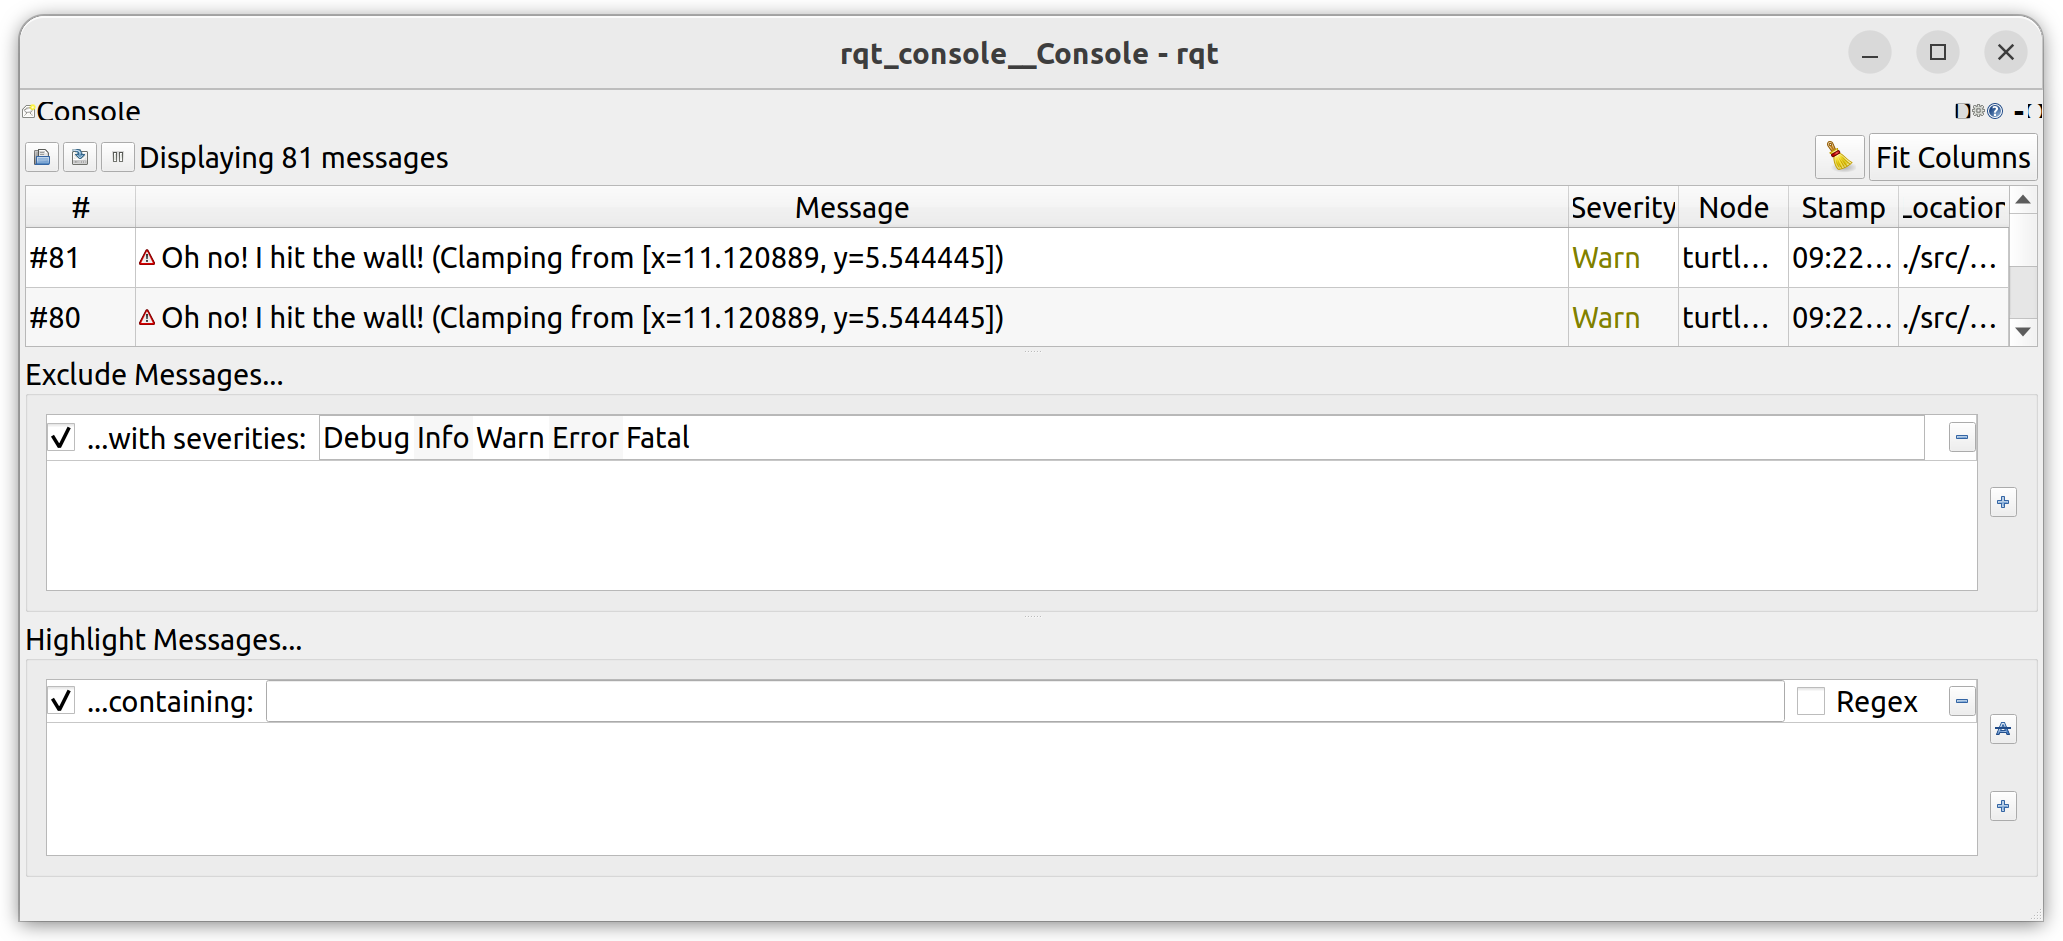 rqt_console__Console - rqt
Console
Displaying 81 messages
Fit Columns
# Message Severity Node Stamp Location
#81 Oh no! I hit the wall! (Clamping from [x=11.120889, y=5.544445]) Warn turtl... 09:22... ./src/...
#80 Oh no! I hit the wall! (Clamping from [x=11.120889, y=5.544445]) Warn turtl... 09:22... ./src/...
Exclude Messages...
...with severities: Debug Info Warn Error Fatal
Highlight Messages...
...containing: Regex